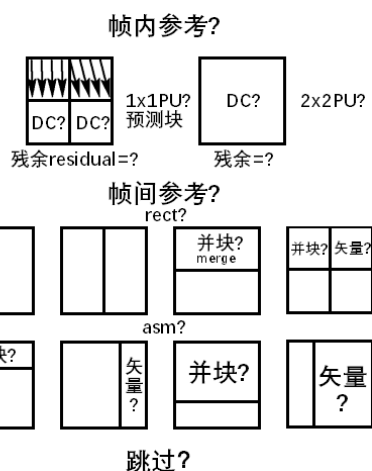 帧内参考?
DC? DC?
1x1PU?
预测块
DC?
2x2PU?
残余residual=?
残余=?
帧间参考?
rect?
并块?
merge
并块? 矢量?
asm?
块?
矢量?
并块?
矢量?
跳过?